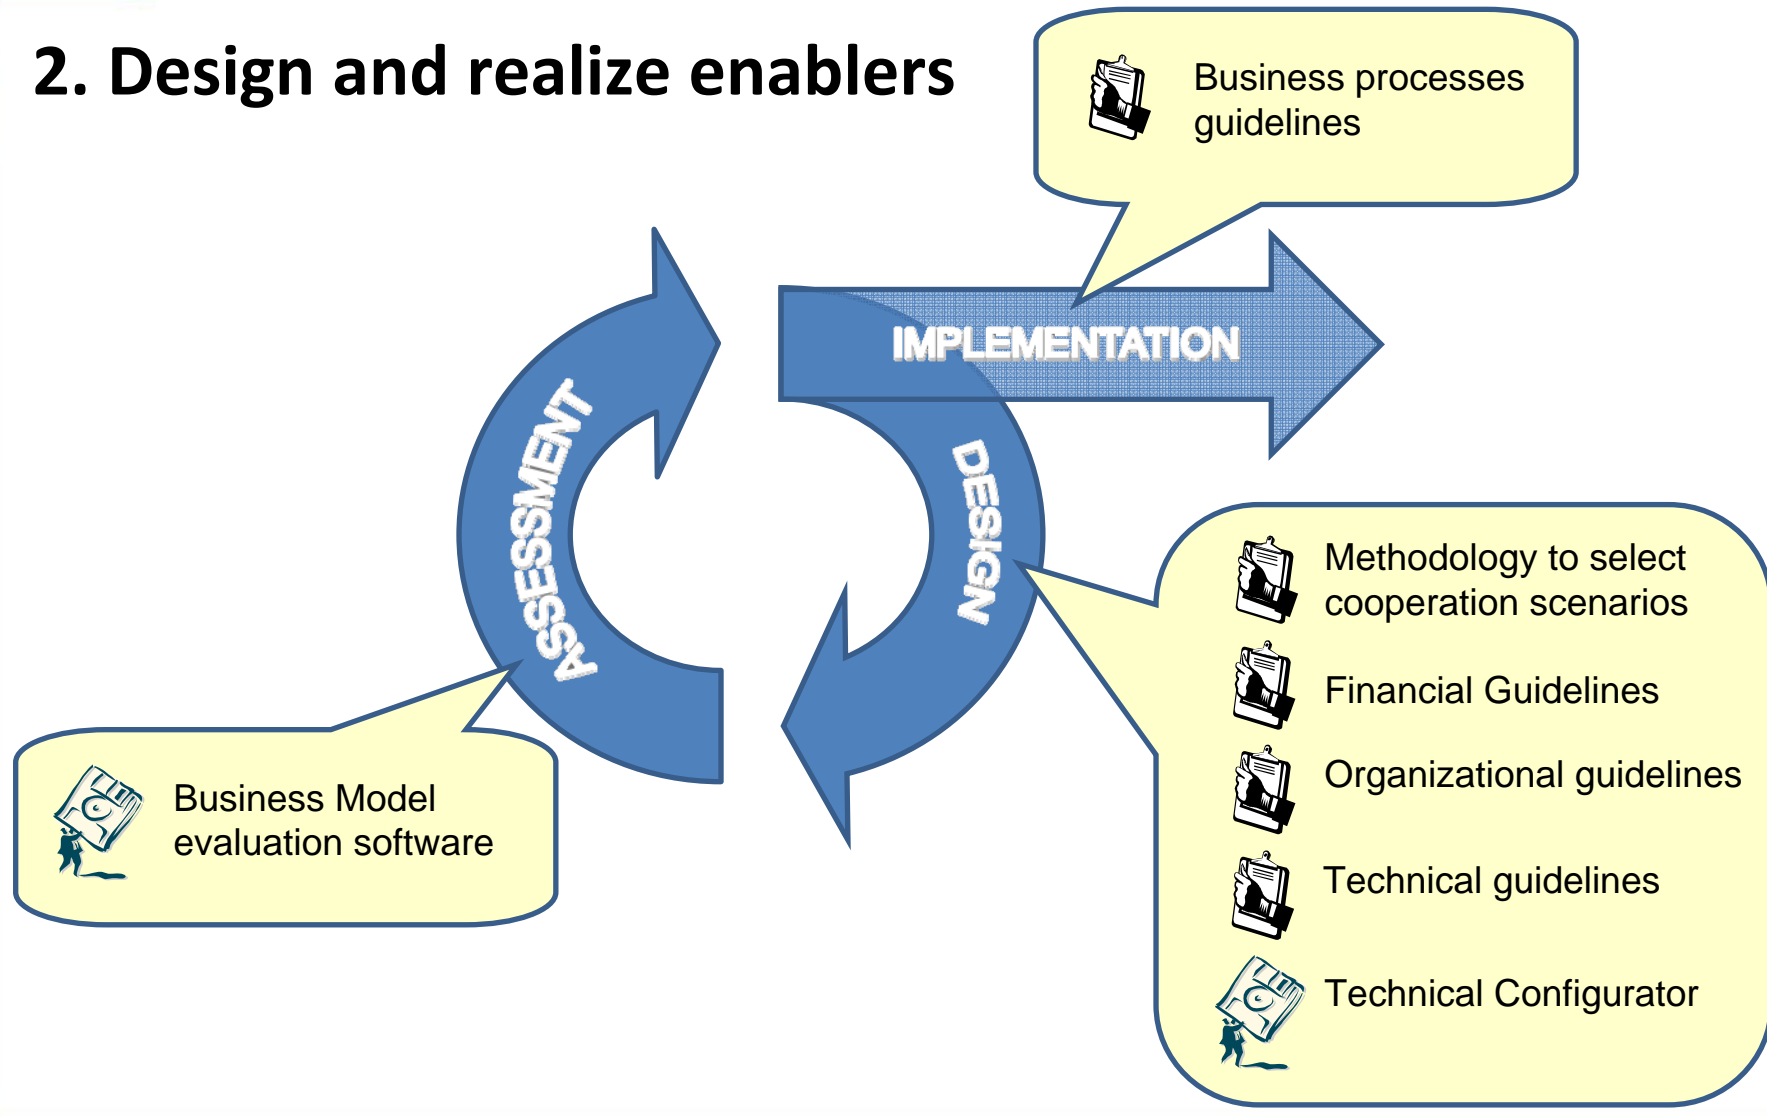 2. Design and realize enablers
Business processes
guidelines
IMPLEMENTATION
ASSESSMENT
DESIGN
Methodology to select
cooperation scenarios
Financial Guidelines
Organizational guidelines
Technical guidelines
Technical Configurator
Business Model
evaluation software